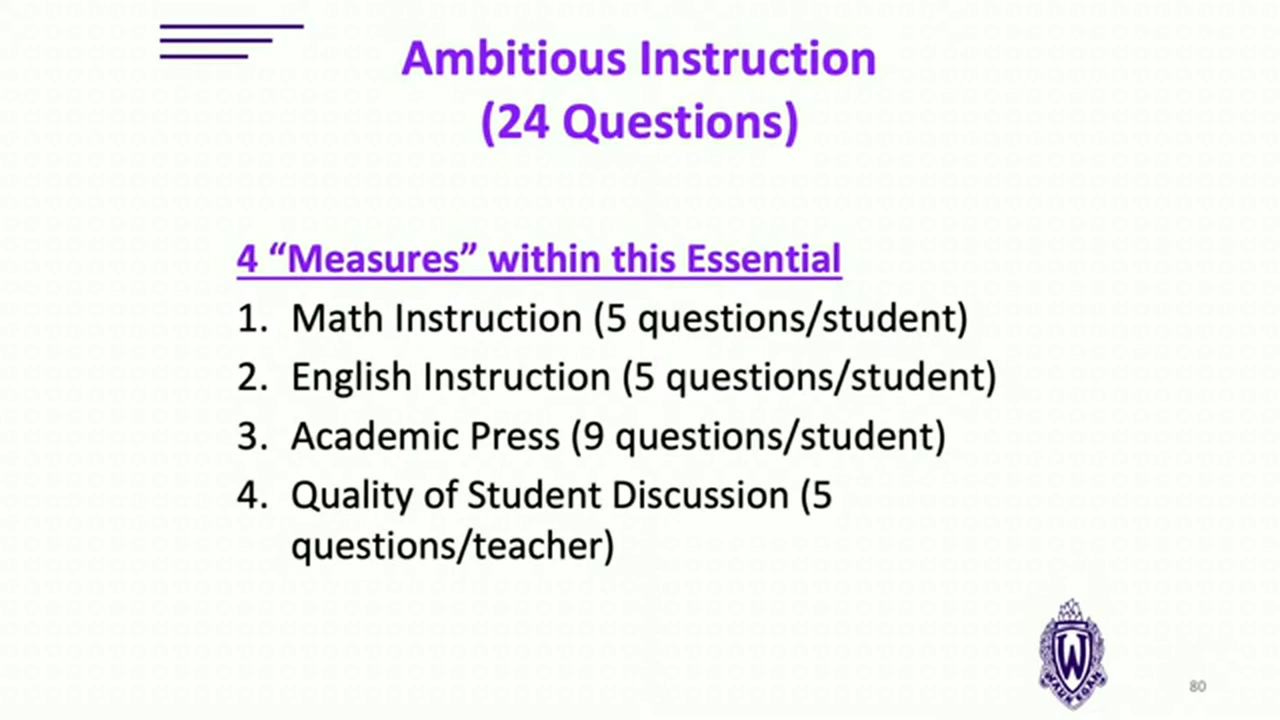 Ambitious Instruction
(24 Questions)
4 “Measures” within this Essential
1. Math Instruction (5 questions/student)
2. English Instruction (5 questions/student)
3. Academic Press (9 questions/student)
4. Quality of Student Discussion (5
questions/teacher)
W
WAUKEGAN
80